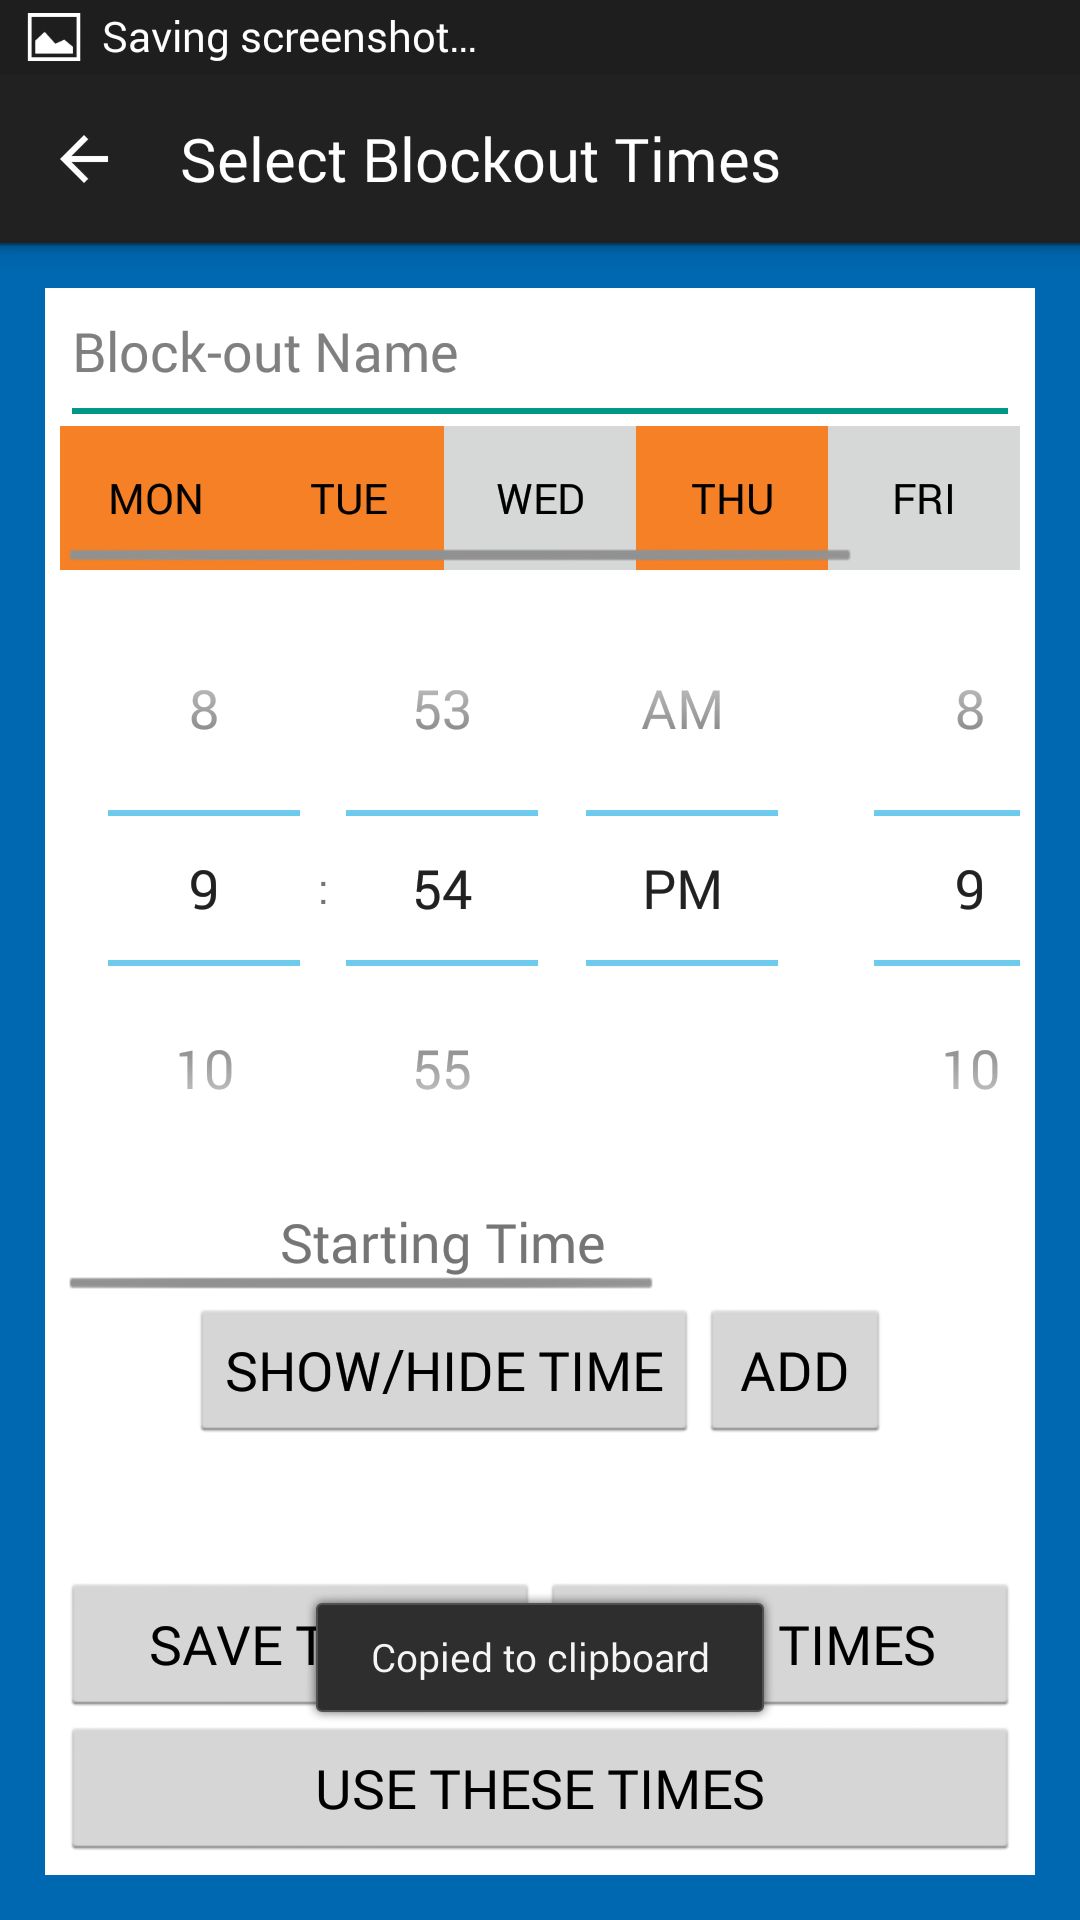 Saving screenshot...
Select Blockout Times
Block-out Name
MON TUE WED THU FRI
8 53 AM 8
9 : 54 PM 9
10 55 10
Starting Time
SHOW/HIDE TIME ADD
SAVE TIMES
Copied to clipboard
USE THESE TIMES